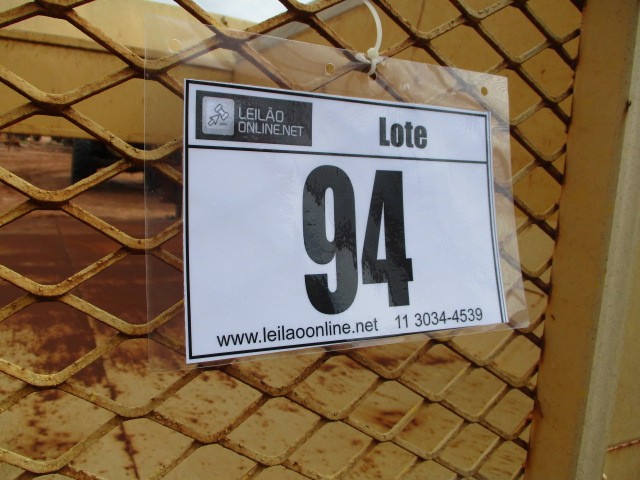 LEILÃO
ONLINE.NET
Lote
94
www.leilaoonline.net 11 3034-4539